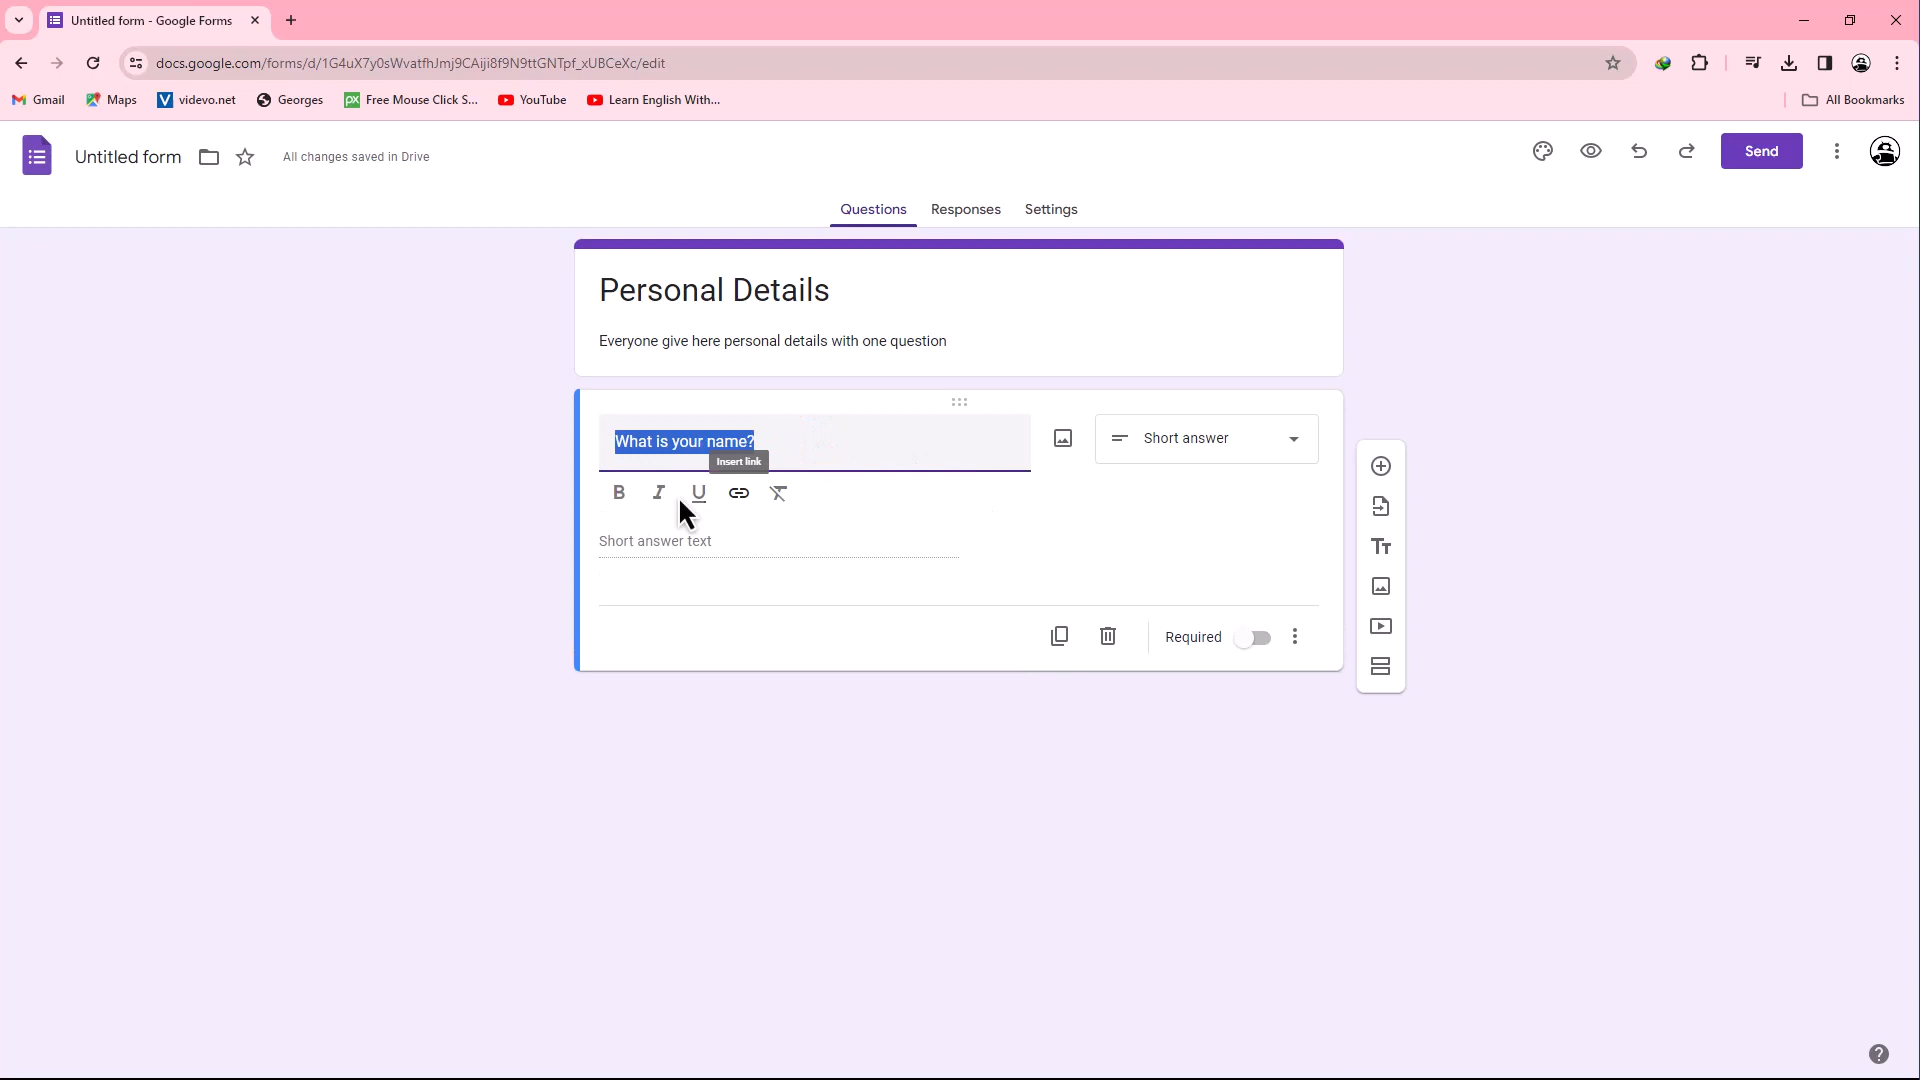 Untitled form - Google Forms
docs.google.com/forms/d/1G4uX7y0sWvatfhJmj9CAiji8f9N9ttGNTpf_xUBCeXc/edit
Gmail Maps videvo.net Georges Free Mouse Click S... YouTube Learn English With... All Bookmarks
Untitled form All changes saved in Drive Send
Questions Responses Settings
Personal Details
Everyone give here personal details with one question
What is your name? Short answer
Insert link
B I U
Short answer text
Required